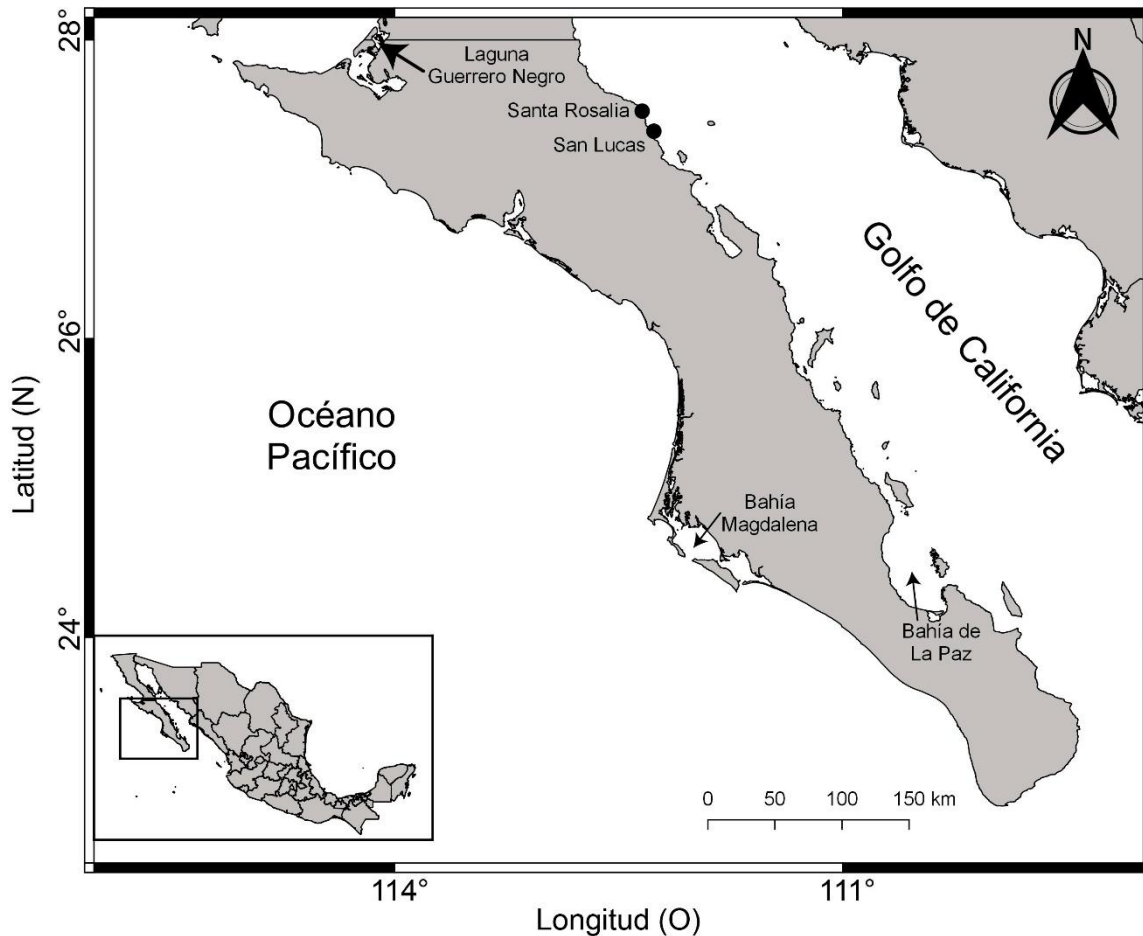 28°
N
Laguna
Guerrero Negro
Santa Rosalia
San Lucas
Golfo de California
26°
Latitud (N)
Océano
Pacífico
Bahía
Magdalena
24°
Bahía de
La Paz
0 50 100 150 km
114° 111°
Longitud (O)